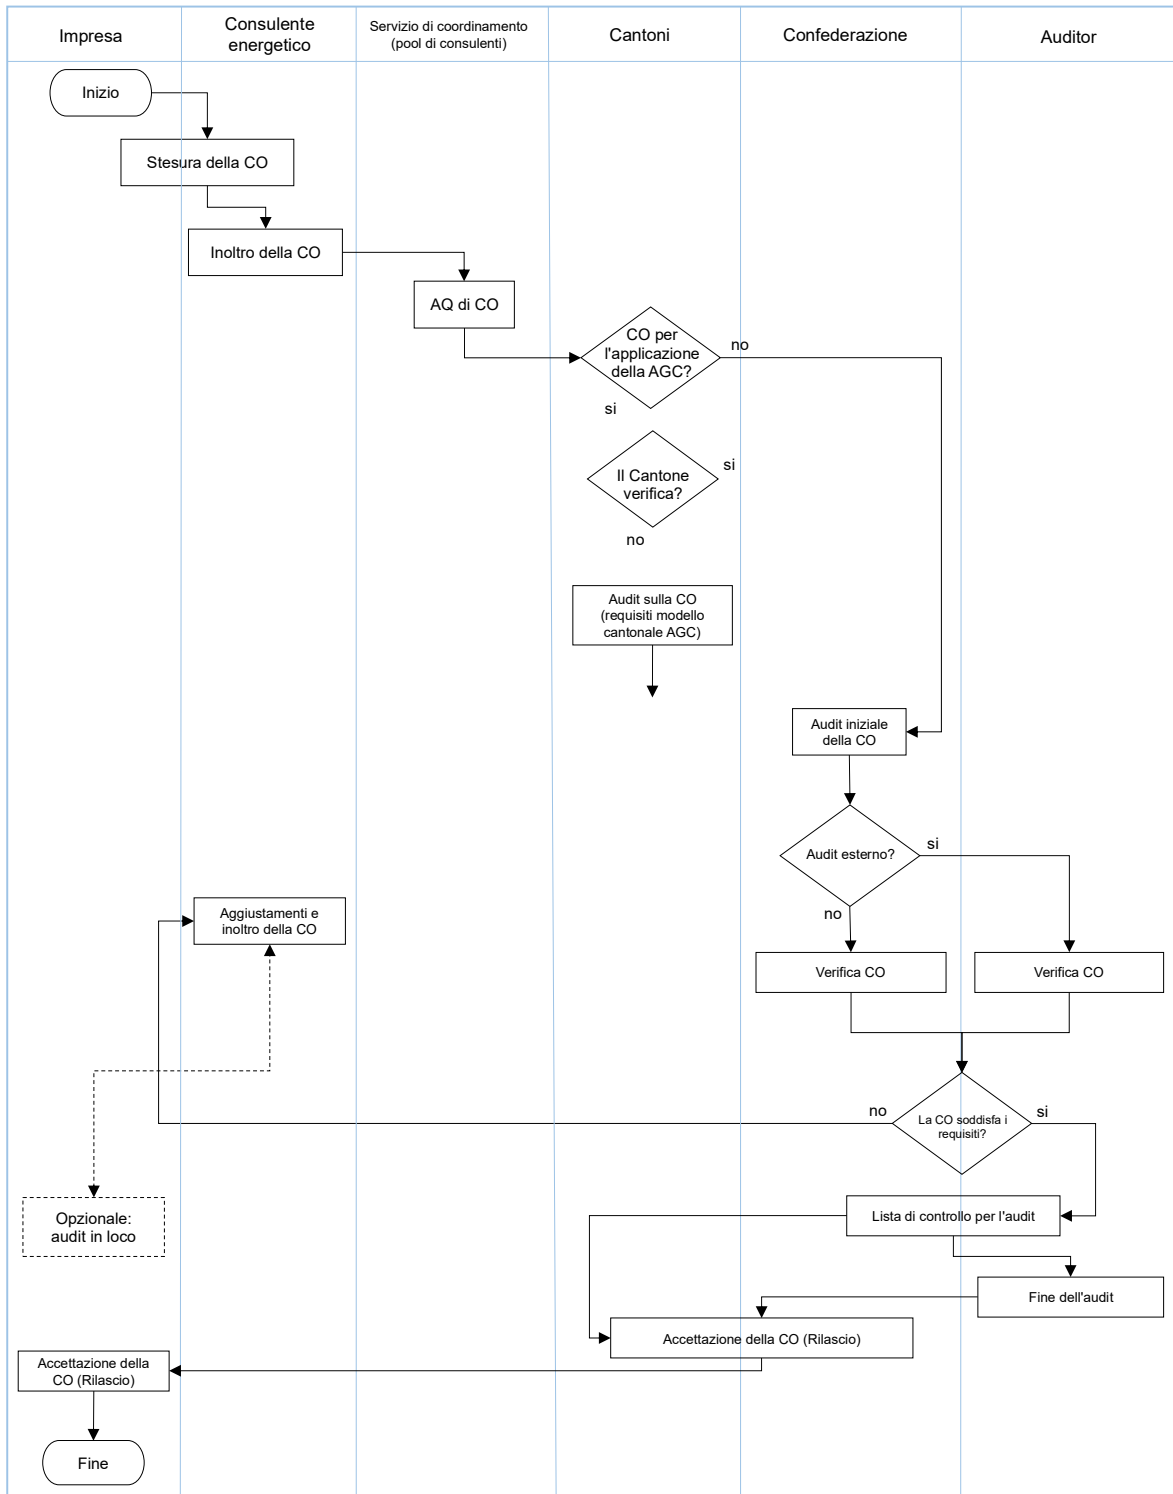 Impresa
Consulente
energetico
Servizio di coordinamento
(pool di consulenti)
Cantoni
Confederazione
Auditor
Inizio
Stesura della CO
Inoltro della CO
AQ di CO
CO per
l'applicazione
della AGC?
no
si
Il Cantone
verifica?
si
no
Audit sulla CO
(requisiti modello
cantonale AGC)
Audit iniziale
della CO
Audit esterno?
si
no
Aggiustamenti e
inoltro della CO
Verifica CO
Verifica CO
no
La CO soddisfa i
requisiti?
si
Opzionale:
audit in loco
Lista di controllo per l'audit
Fine dell'audit
Accettazione della CO (Rilascio)
Accettazione della
CO (Rilascio)
Fine